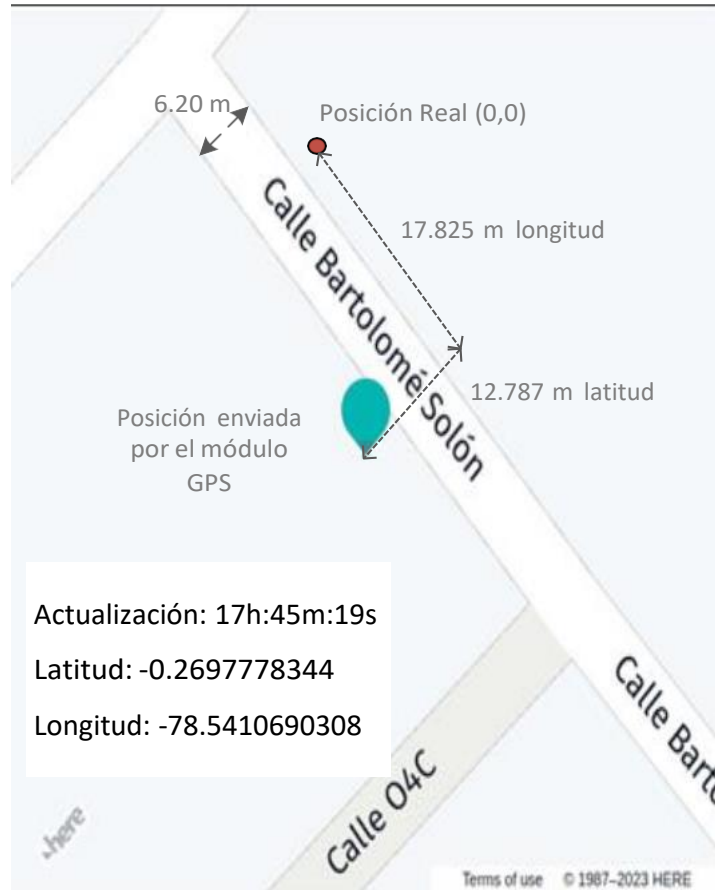 6.20 m
Posición Real (0,0)
17.825 m longitud
Calle Bartolomé Solón
12.787 m latitud
Posición enviada
por el módulo
GPS
Actualización: 17h:45m:19s
Latitud: -0.2697778344
Longitud: -78.5410690308
Calle Barto
Calle O4C
here
Terms of use © 1987–2023 HERE